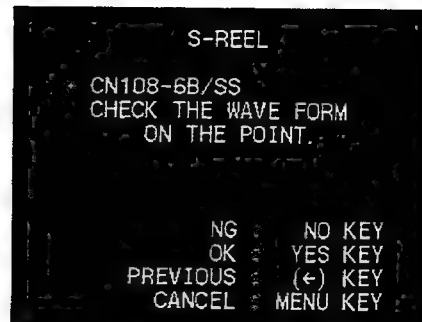 S-REEL
* CN108-6B/SS
CHECK THE WAVE FORM
ON THE POINT.
NG : NO KEY
OK : YES KEY
PREVIOUS : (←) KEY
CANCEL : MENU KEY